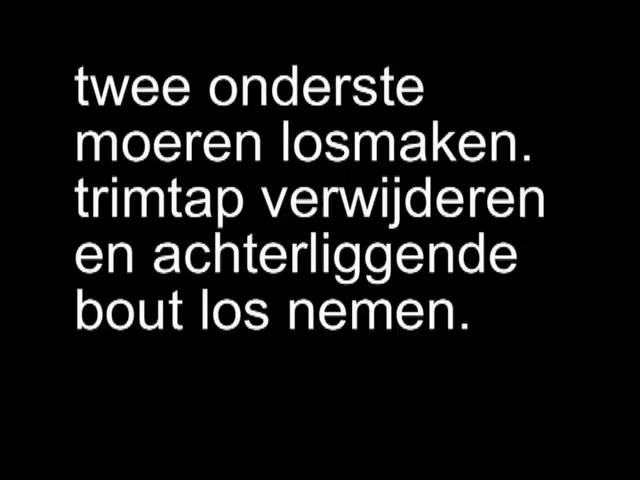 twee onderste
moeren losmaken.
trimtap verwijderen
en achterliggende
bout los nemen.